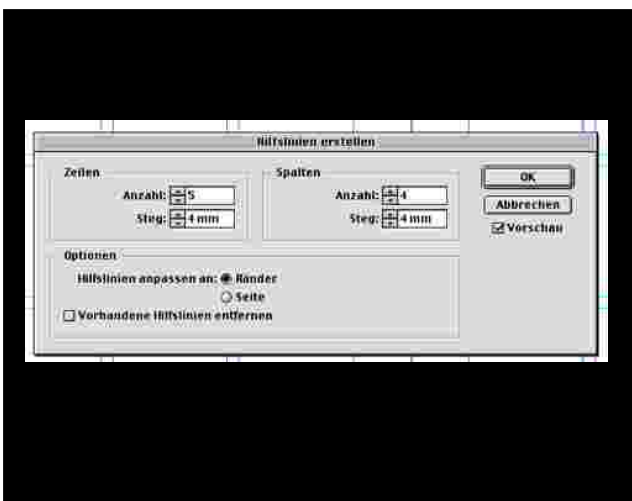 Hilfslinien erstellen
Zeilen
Anzahl: 5
Steg: 4 mm
Spalten
Anzahl: 4
Steg: 4 mm
OK
Abbrechen
Vorschau
Optionen
Hilfslinien anpassen an: Ränder
Seite
Vorhandene Hilfslinien entfernen